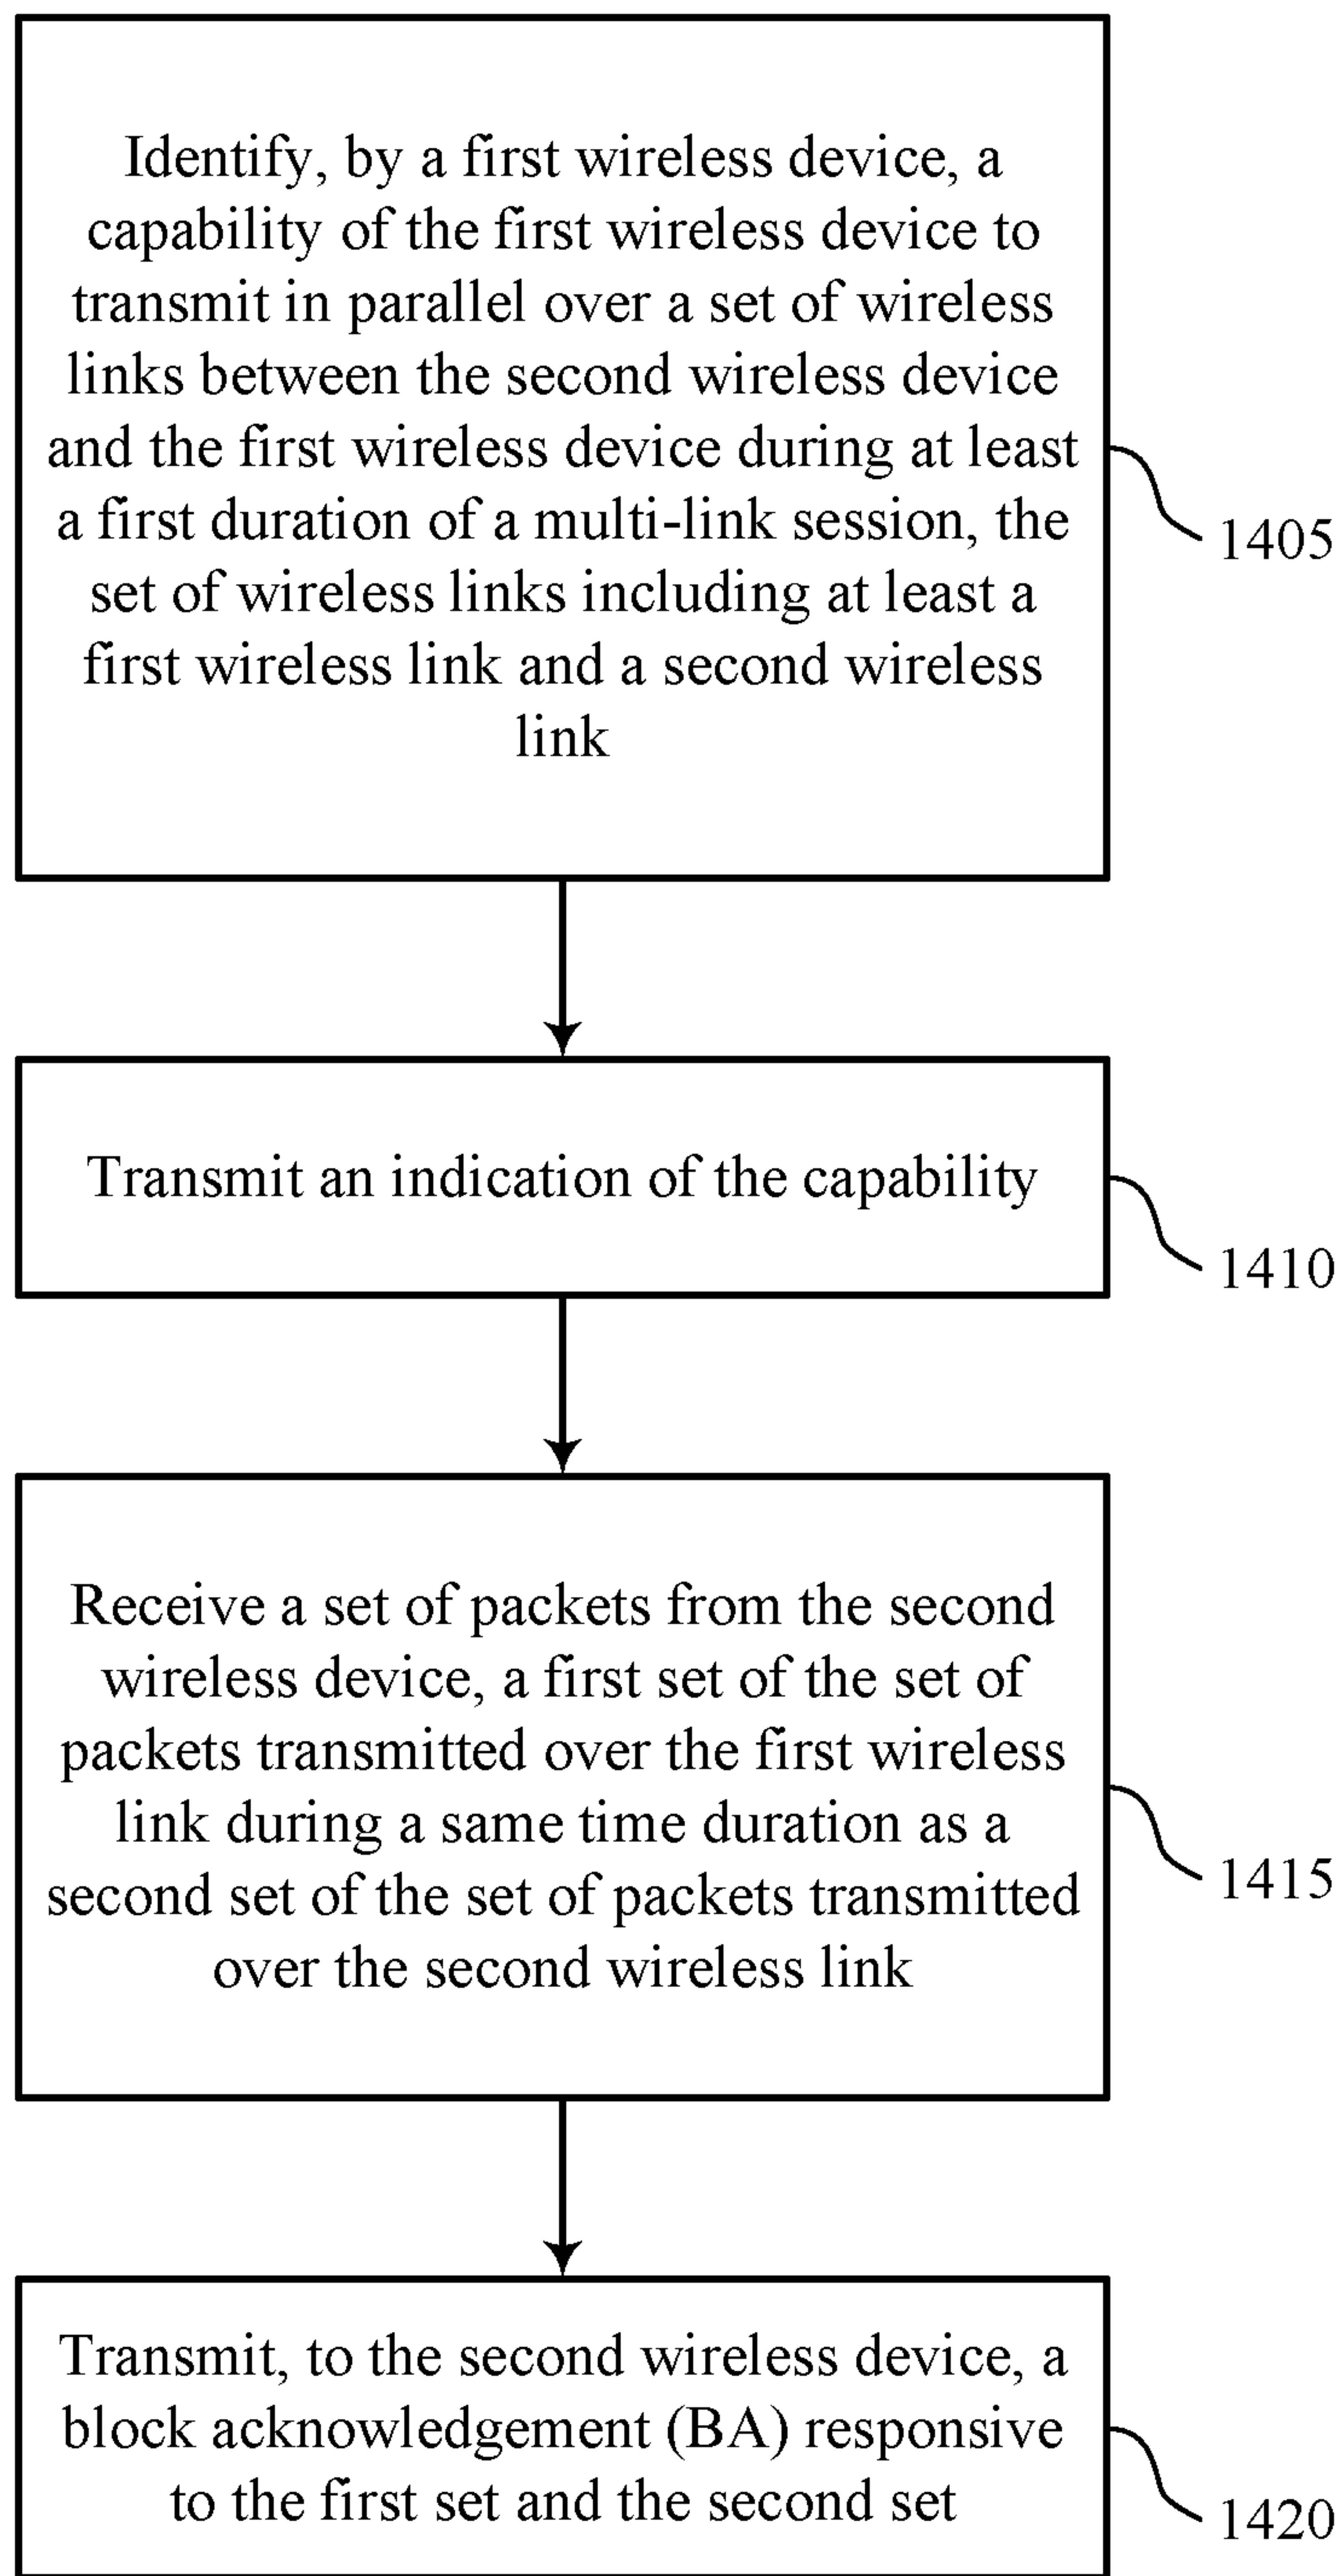 Identify, by a first wireless device, a
capability of the first wireless device to
transmit in parallel over a set of wireless
links between the second wireless device
and the first wireless device during at least
a first duration of a multi-link session, the
set of wireless links including at least a
first wireless link and a second wireless
link
1405
Transmit an indication of the capability
1410
Receive a set of packets from the second
wireless device, a first set of the set of
packets transmitted over the first wireless
link during a same time duration as a
second set of the set of packets transmitted
over the second wireless link
1415
Transmit, to the second wireless device, a
block acknowledgement (BA) responsive
to the first set and the second set
1420